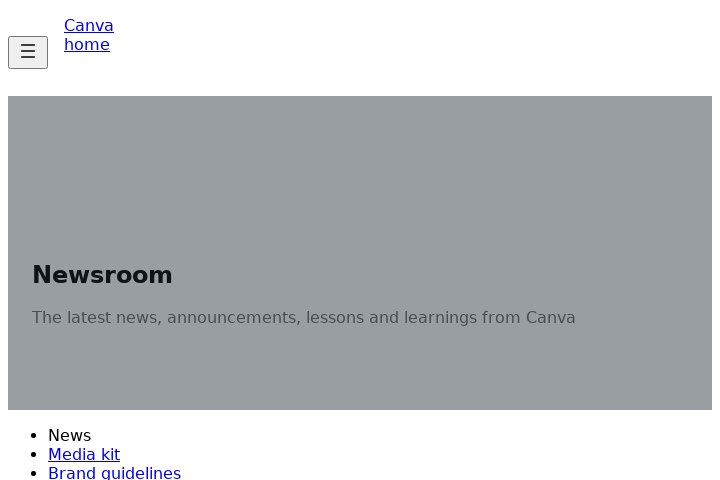 Canva
home
Newsroom
The latest news, announcements, lessons and learnings from Canva
News
Media kit
Brand guidelines